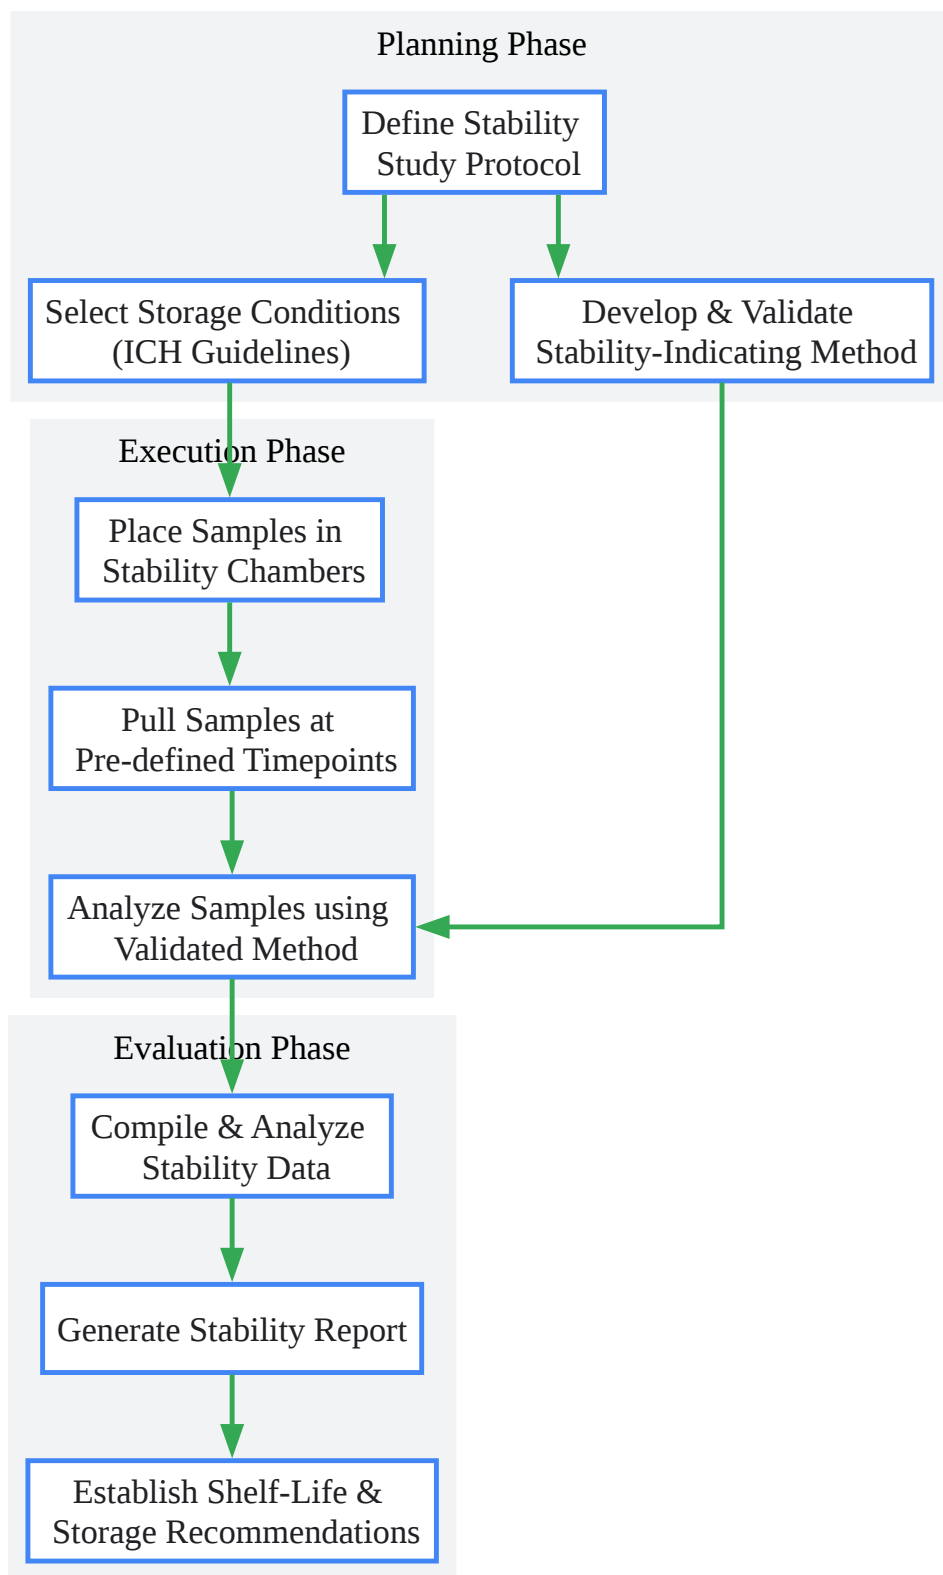 Planning Phase
Define Stability
Study Protocol
Select Storage Conditions
(ICH Guidelines)
Develop & Validate
Stability-Indicating Method
Execution Phase
Place Samples in
Stability Chambers
Pull Samples at
Pre-defined Timepoints
Analyze Samples using
Validated Method
Evaluation Phase
Compile & Analyze
Stability Data
Generate Stability Report
Establish Shelf-Life &
Storage Recommendations